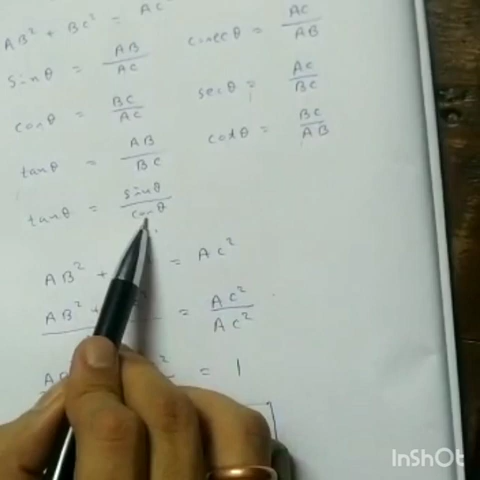 AB² + BC² = AC
sinθ = AB/AC
cosecθ = AC/AB
cosθ = BC/AC
secθ = AC/BC
tanθ = AB/BC
cotθ = BC/AB
tanθ = sinθ/cosθ
AB² + = AC²
AB² + = AC²/AC²
= 1
InShOt